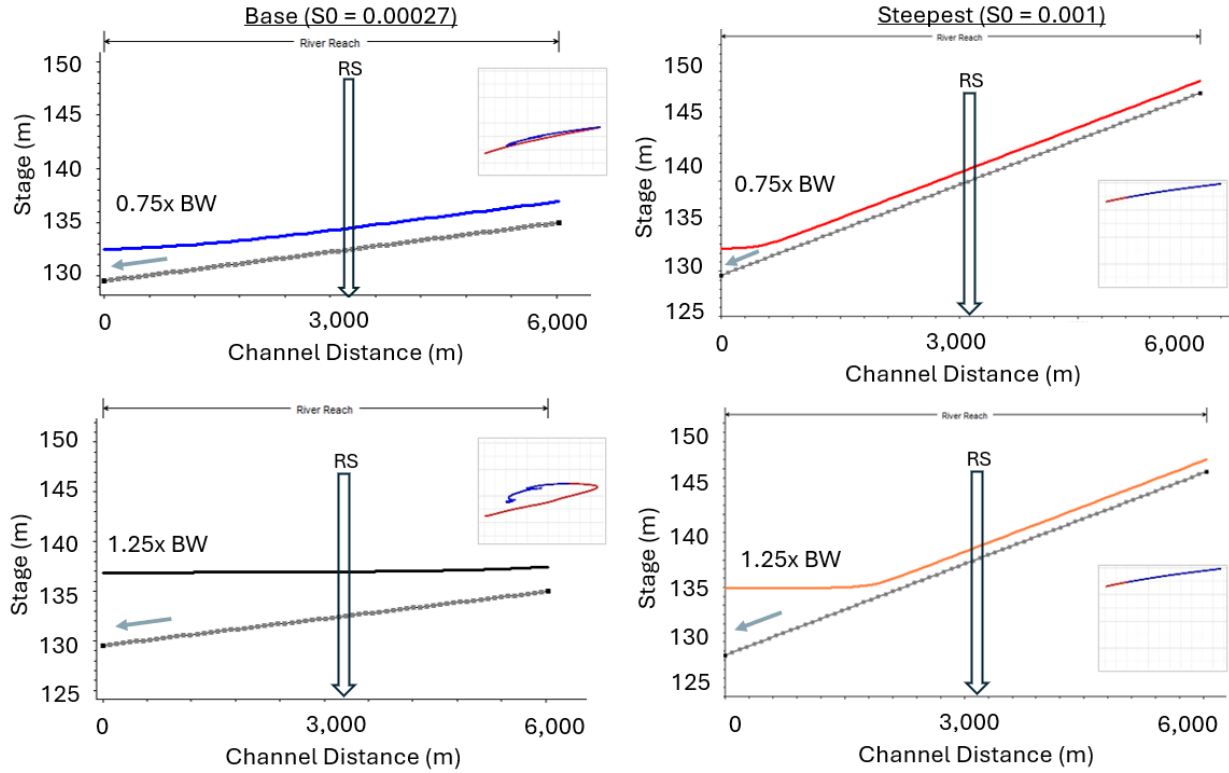 Base (S0 = 0.00027)
River Reach
150
145
140
135
130
Stage (m)
RS
0.75x BW
0
3,000
6,000
Channel Distance (m)
Steepest (S0 = 0.001)
River Reach
150
145
140
135
130
125
Stage (m)
RS
0.75x BW
0
3,000
6,000
Channel Distance (m)
River Reach
150
145
140
135
130
125
Stage (m)
RS
1.25x BW
0
3,000
6,000
Channel Distance (m)
River Reach
150
145
140
135
130
125
Stage (m)
RS
1.25x BW
0
3,000
6,000
Channel Distance (m)